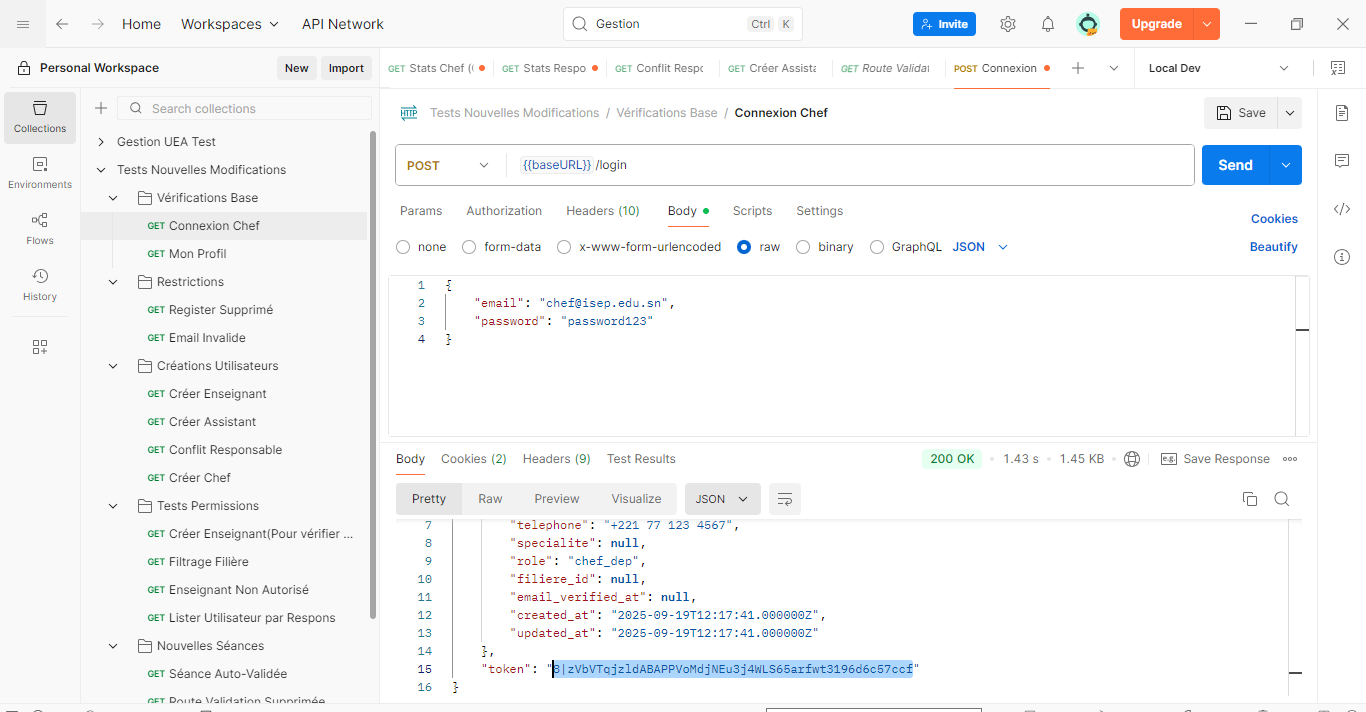 Home Workspaces API Network Gestion Ctrl K Invite Upgrade
Personal Workspace New Import
GET Stats Chef ( GET Stats Respo GET Conflit Respo GET Créer Assista GET Route Validat POST Connexion Local Dev
Collections
Environments
Flows
History
Search collections
Gestion UEA Test
Tests Nouvelles Modifications
Vérifications Base
GET Connexion Chef
GET Mon Profil
Restrictions
GET Register Supprimé
GET Email Invalide
Créations Utilisateurs
GET Créer Enseignant
GET Créer Assistant
GET Conflit Responsable
GET Créer Chef
Tests Permissions
GET Créer Enseignant(Pour vérifier ...
GET Filtrage Filière
GET Enseignant Non Autorisé
GET Lister Utilisateur par Respons
Nouvelles Séances
GET Séance Auto-Validée
GET Route Validation Supprimée
HTTP Tests Nouvelles Modifications / Vérifications Base / Connexion Chef Save
POST {{baseURL}} /login Send
Params Authorization Headers (10) Body Scripts Settings Cookies
none form-data x-www-form-urlencoded raw binary GraphQL JSON Beautify
1 {
2 "email": "chef@isep.edu.sn",
3 "password": "password123"
4 }
Body Cookies (2) Headers (9) Test Results 200 OK 1.43 s 1.45 KB e.g. Save Response
Pretty Raw Preview Visualize JSON
7 "telephone": "+221 77 123 4567",
8 "specialite": null,
9 "role": "chef_dep",
10 "filiere_id": null,
11 "email_verified_at": null,
12 "created_at": "2025-09-19T12:17:41.000000Z",
13 "updated_at": "2025-09-19T12:17:41.000000Z"
14 },
15 "token": "8|zVbVTqjzldABAPPVoMdjNEu3j4WLS65arfwt3196d6c57ccf"
16 }